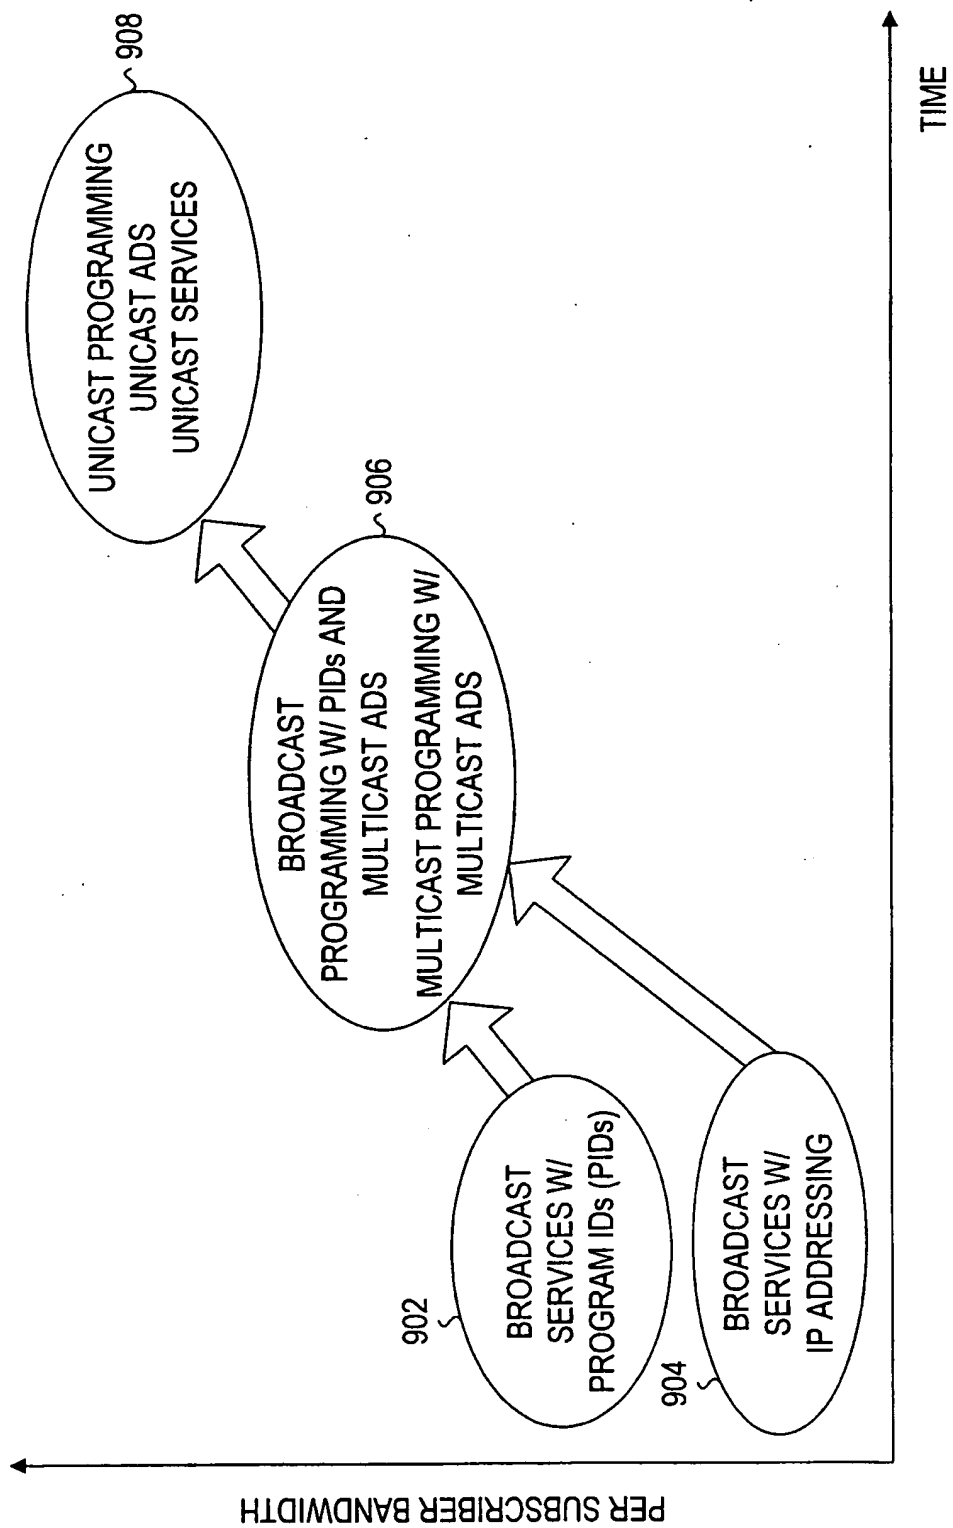 PER SUBSCRIBER BANDWIDTH
902
BROADCAST
SERVICES W/
PROGRAM IDs (PIDs)
904
BROADCAST
SERVICES W/
IP ADDRESSING
906
BROADCAST
PROGRAMMING W/ PIDs AND
MULTICAST ADS
MULTICAST PROGRAMMING W/
MULTICAST ADS
908
UNICAST PROGRAMMING
UNICAST ADS
UNICAST SERVICES
TIME